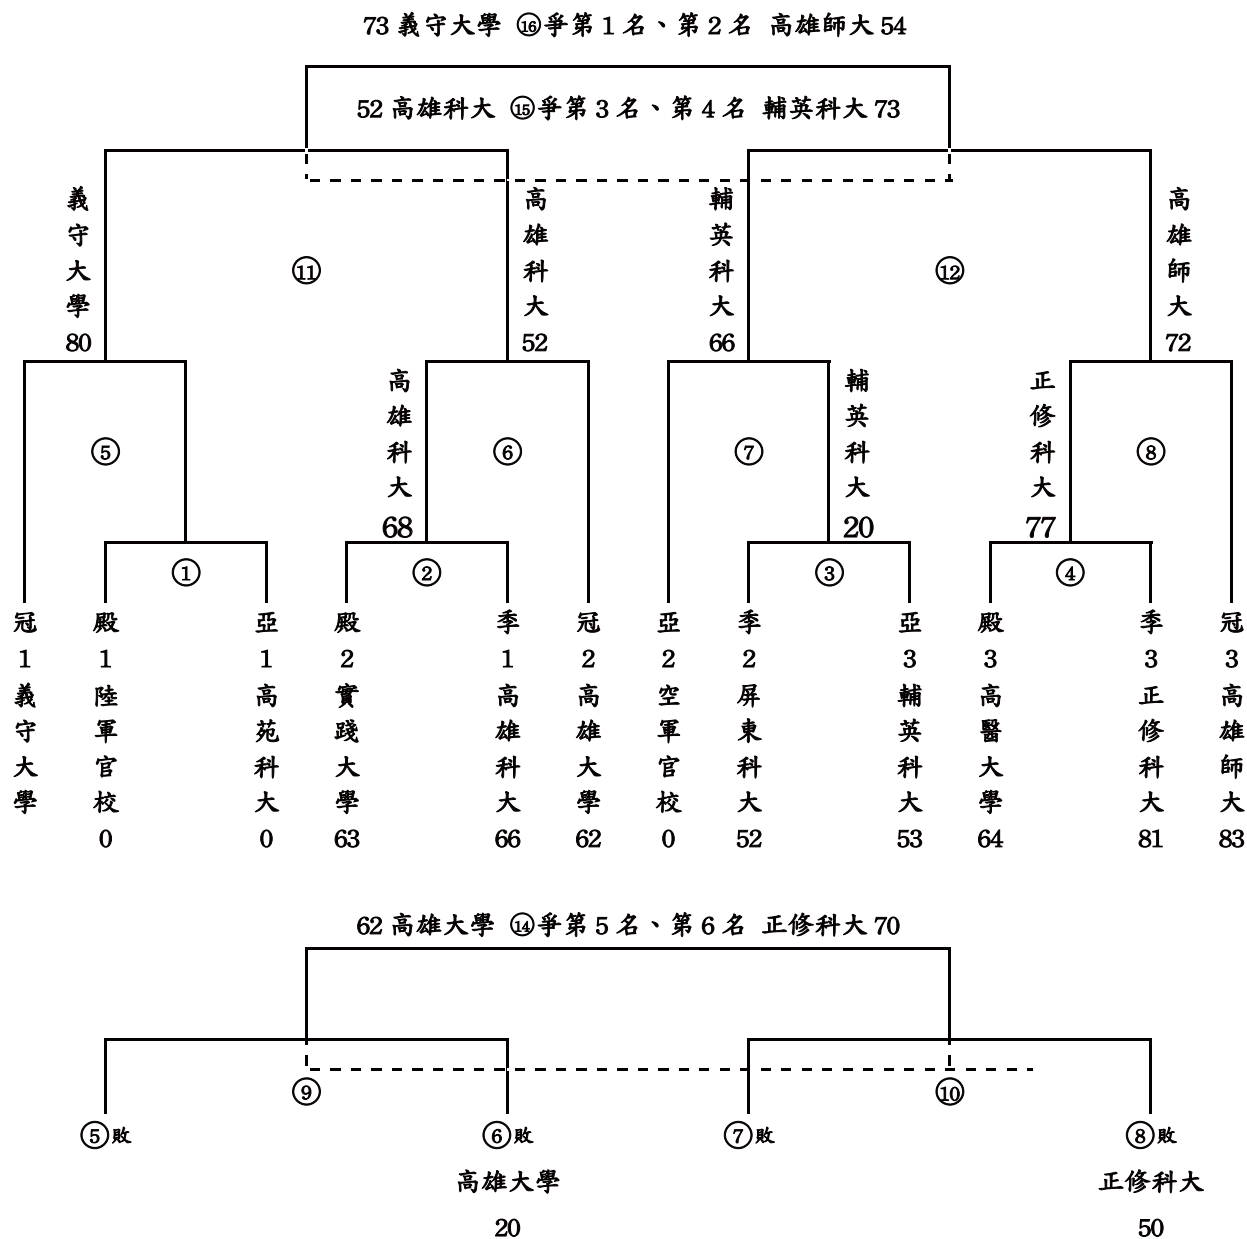 73 義守大學 ⑯爭第 1 名、第 2 名 高雄師大 54
52 高雄科大 ⑮爭第 3 名、第 4 名 輔英科大 73
義守大學
80
高雄科大
52
輔英科大
66
高雄師大
72
⑪
⑫
高雄科大
68
輔英科大
20
正修科大
77
⑤
⑥
⑦
⑧
①
②
③
④
冠1義守大學
殿1陸軍官校
0
亞1高苑科大
0
殿2實踐大學
63
季1高雄科大
66
冠2高雄大學
62
亞2空軍官校
0
季2屏東科大
52
亞3輔英科大
53
殿3高醫大學
64
季3正修科大
81
冠3高雄師大
83
62 高雄大學 ⑭爭第 5 名、第 6 名 正修科大 70
⑨
⑩
⑤敗
⑥敗
⑦敗
⑧敗
高雄大學
正修科大
20
50